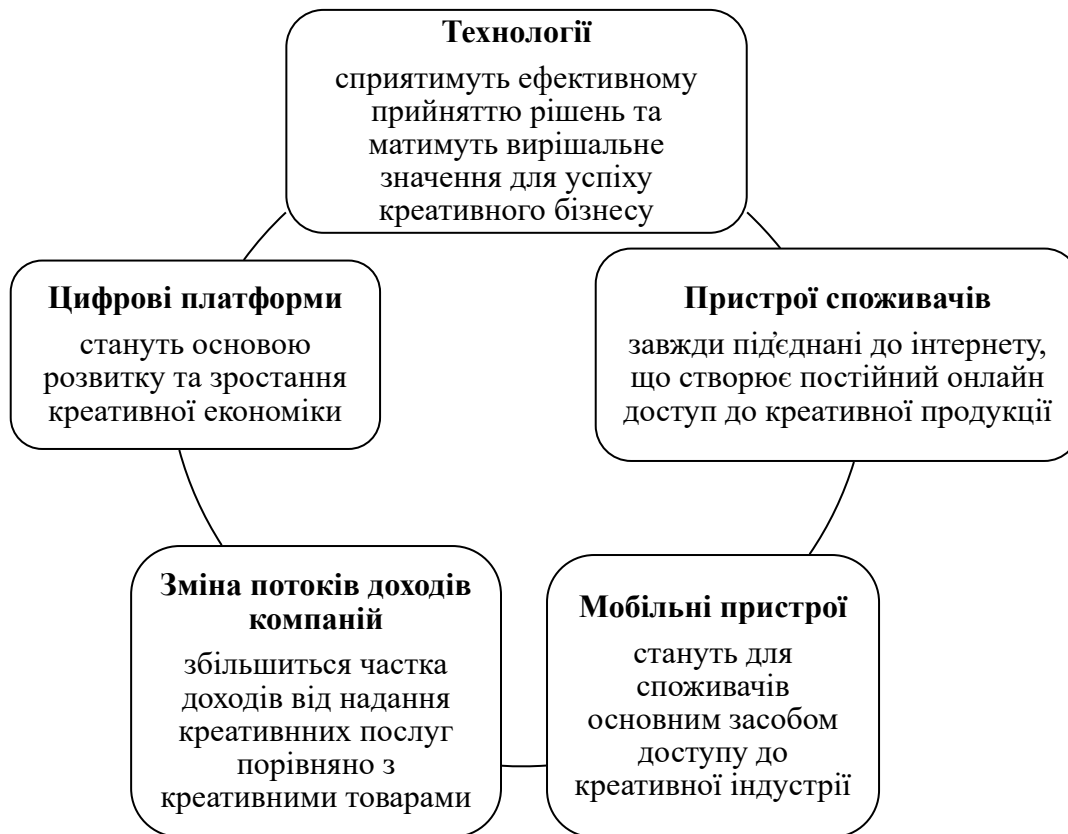 Технології
сприятимуть ефективному
прийняттю рішень та
матимуть вирішальне
значення для успіху
креативного бізнесу
Цифрові платформи
стануть основою
розвитку та зростання
креативної економіки
Пристрої споживачів
завжди під'єднані до інтернету,
що створює постійний онлайн
доступ до креативної продукції
Зміна потоків доходів
компаній
збільшиться частка
доходів від надання
креативнних послуг
порівняно з
креативними товарами
Мобільні пристрої
стануть для
споживачів
основним засобом
доступу до
креативної індустрії